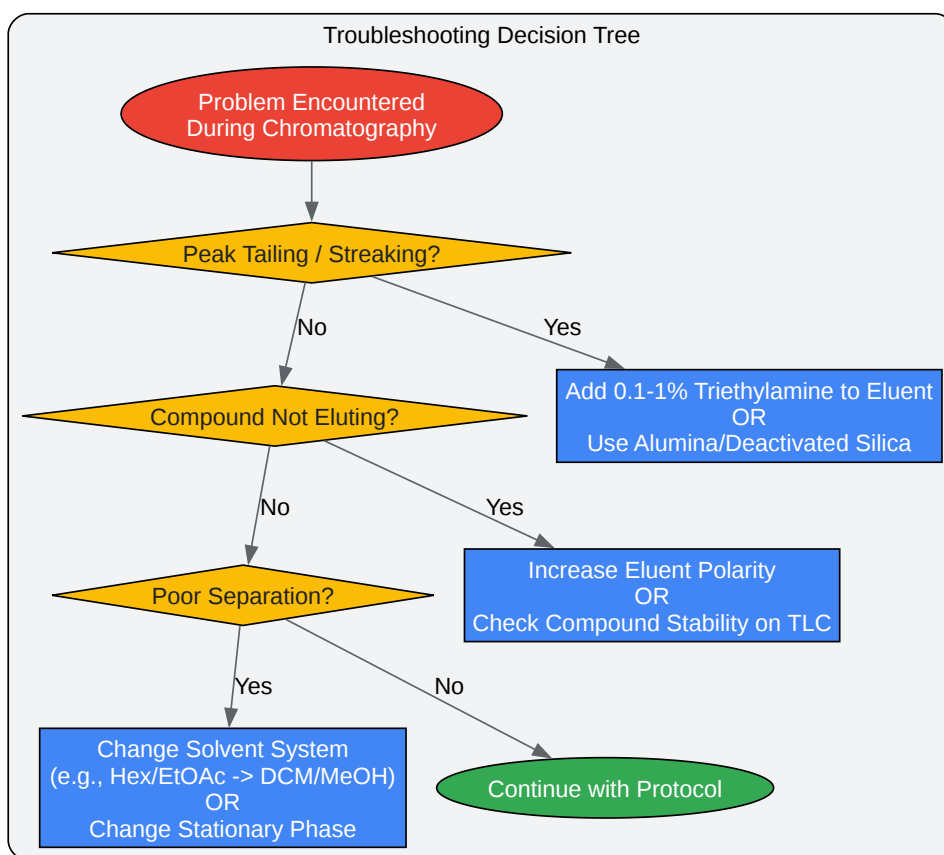 Troubleshooting Decision Tree
Problem Encountered
During Chromatography
Peak Tailing / Streaking?
No
Yes
Add 0.1-1% Triethylamine to Eluent
OR
Use Alumina/Deactivated Silica
Compound Not Eluting?
No
Yes
Increase Eluent Polarity
OR
Check Compound Stability on TLC
Poor Separation?
Yes
No
Change Solvent System
(e.g., Hex/EtOAc -> DCM/MeOH)
OR
Change Stationary Phase
Continue with Protocol